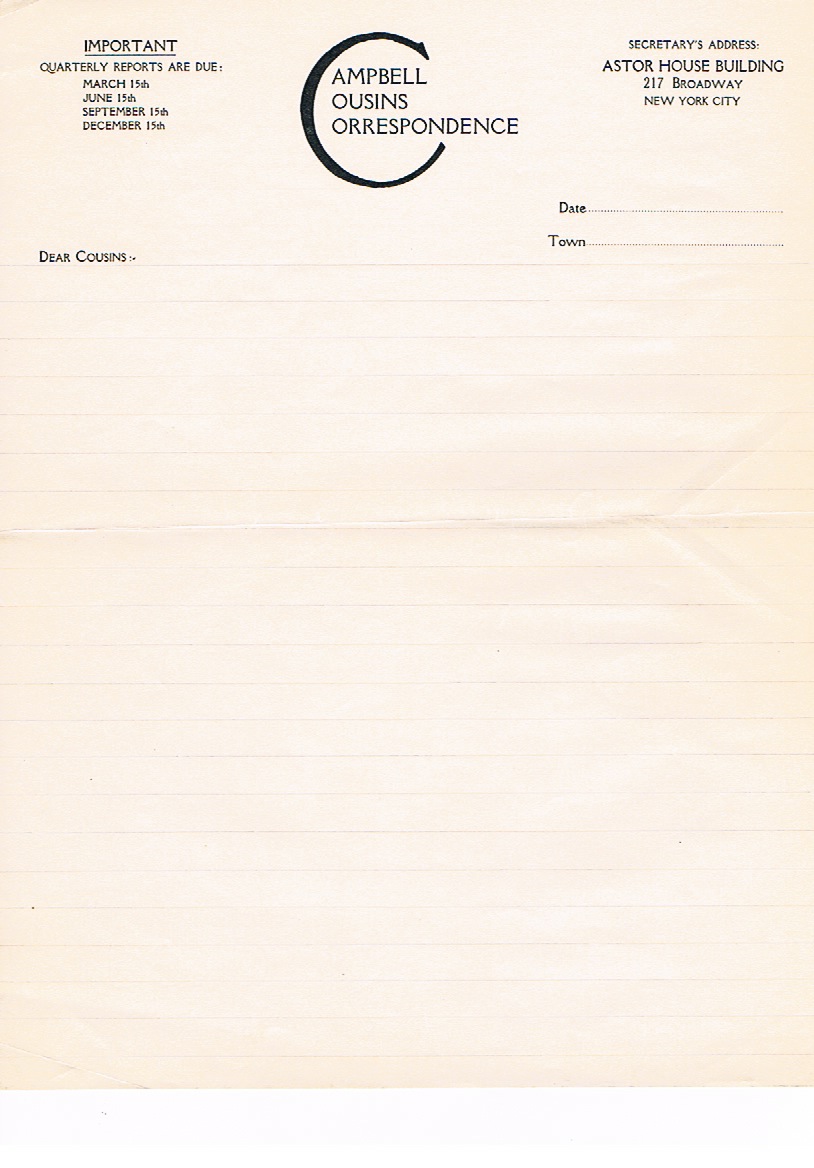 IMPORTANT
QUARTERLY REPORTS ARE DUE:
MARCH 15th
JUNE 15th
SEPTEMBER 15th
DECEMBER 15th
CAMPBELL
COUSINS
CORRESPONDENCE
SECRETARY'S ADDRESS:
ASTOR HOUSE BUILDING
217 BROADWAY
NEW YORK CITY
Date
Town
DEAR COUSINS:-